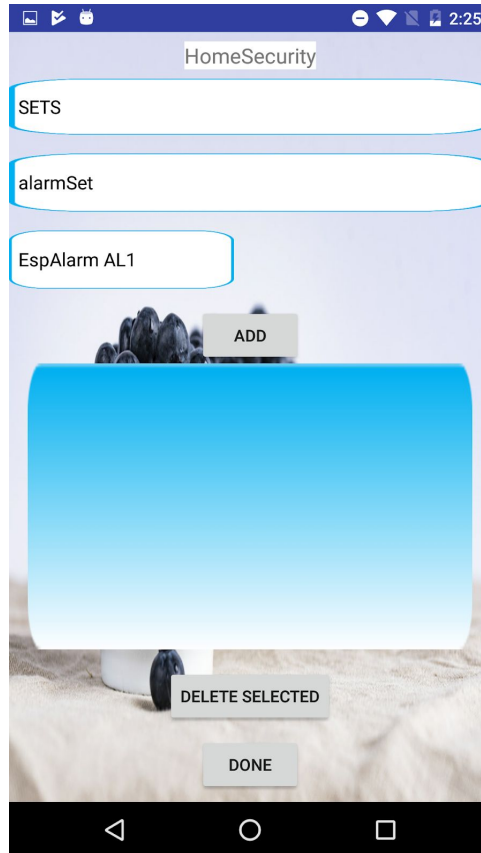 2:25
HomeSecurity
SETS
alarmSet
EspAlarm AL1
ADD
DELETE SELECTED
DONE